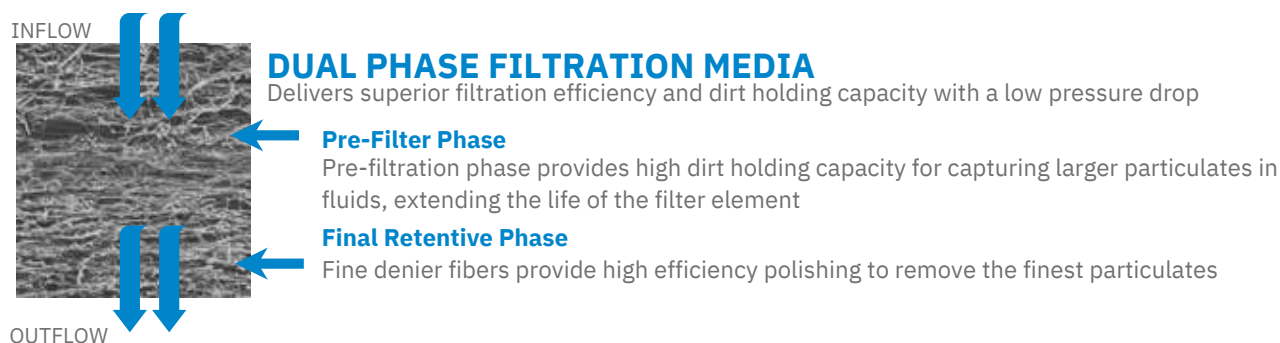 INFLOW
DUAL PHASE FILTRATION MEDIA
Delivers superior filtration efficiency and dirt holding capacity with a low pressure drop
Pre-Filter Phase
Pre-filtration phase provides high dirt holding capacity for capturing larger particulates in
fluids, extending the life of the filter element
Final Retentive Phase
Fine denier fibers provide high efficiency polishing to remove the finest particulates
OUTFLOW